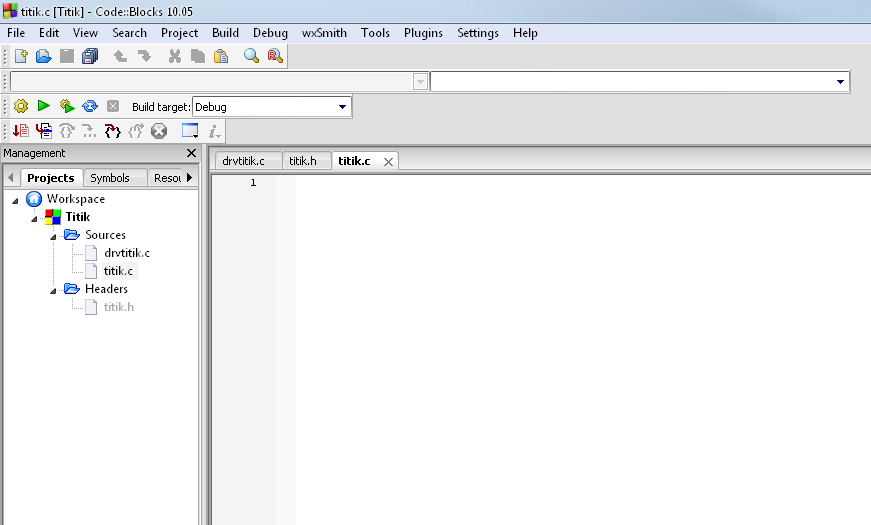 titik.c [Titik] - Code::Blocks 10.05
File Edit View Search Project Build Debug wxSmith Tools Plugins Settings Help
Build target: Debug
Management
Projects Symbols Resou
drvtitik.c titik.h titik.c
1
Workspace
Titik
Sources
drvtitik.c
titik.c
Headers
titik.h